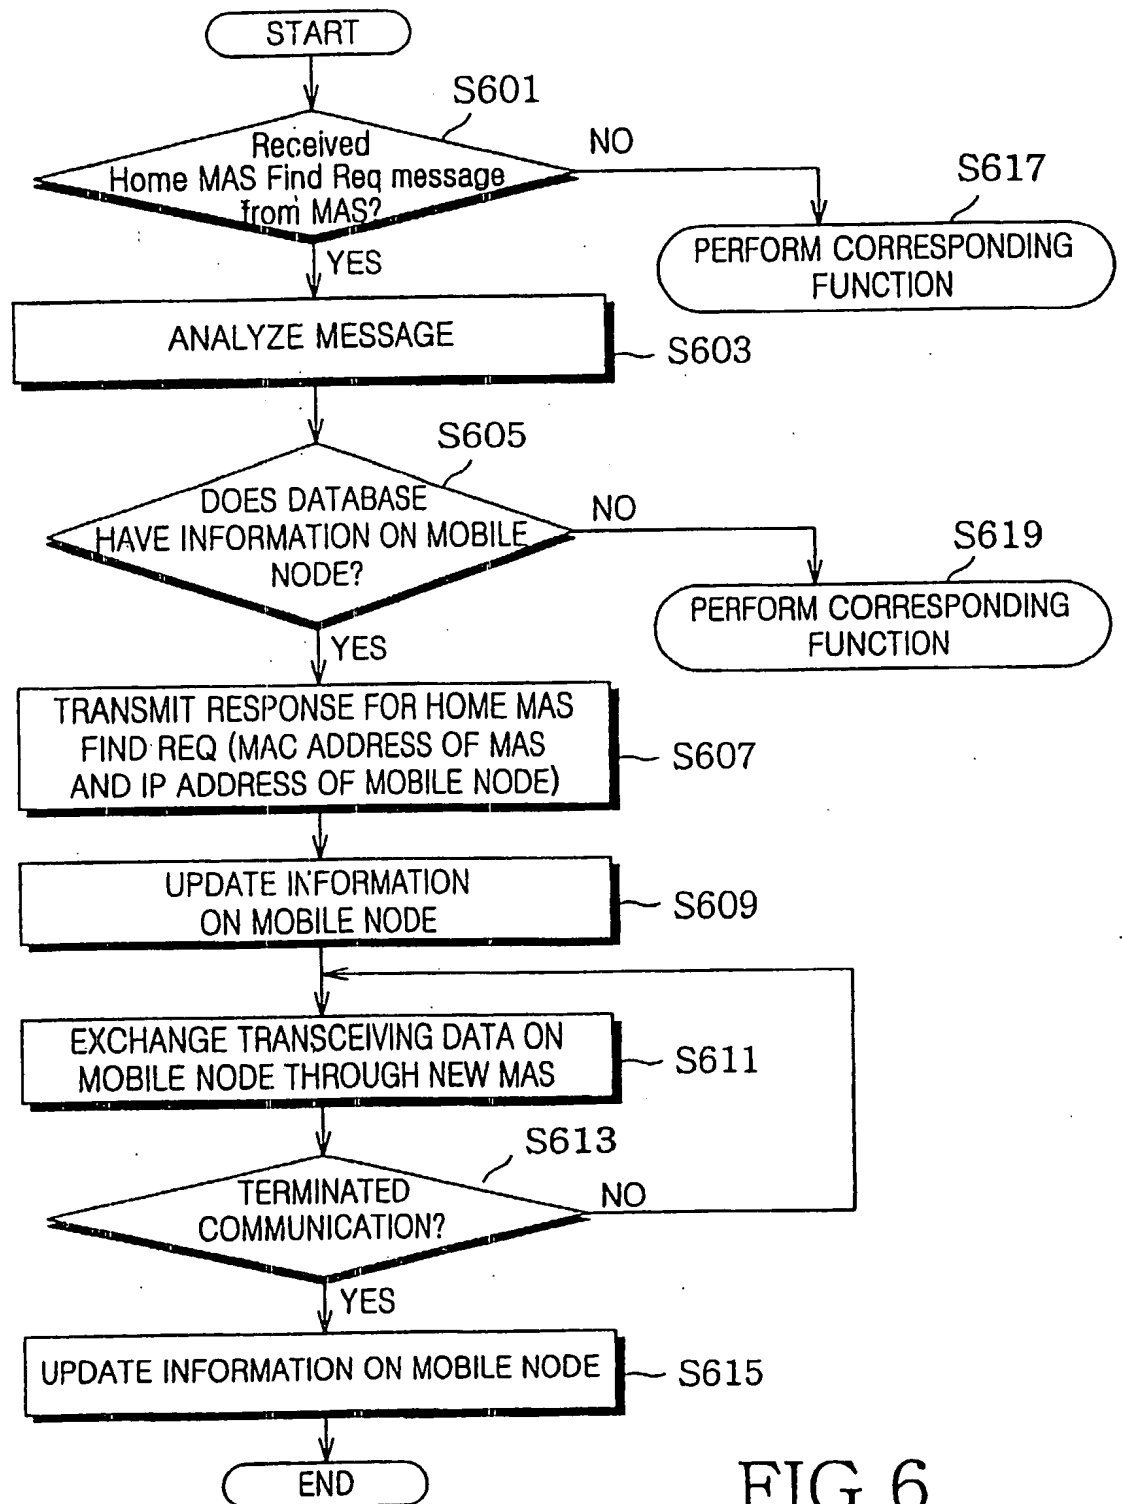 START
S601
Received
Home MAS Find Req message
from MAS?
NO
S617
PERFORM CORRESPONDING
FUNCTION
YES
ANALYZE MESSAGE
S603
S605
DOES DATABASE
HAVE INFORMATION ON MOBILE
NODE?
NO
S619
PERFORM CORRESPONDING
FUNCTION
YES
TRANSMIT RESPONSE FOR HOME MAS
FIND REQ (MAC ADDRESS OF MAS
AND IP ADDRESS OF MOBILE NODE)
S607
UPDATE INFORMATION
ON MOBILE NODE
S609
EXCHANGE TRANSCEIVING DATA ON
MOBILE NODE THROUGH NEW MAS
S611
S613
TERMINATED
COMMUNICATION?
NO
YES
UPDATE INFORMATION ON MOBILE NODE
S615
END
FIG 6